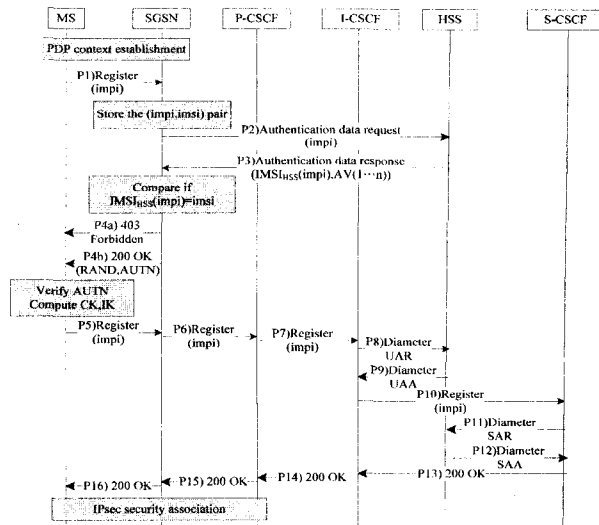 MS SGSN P-CSCF I-CSCF HSS S-CSCF
PDP context establishment
P1)Register
(impi)
Store the (impi,imsi) pair
P2)Authentication data request
(impi)
P3)Authentication data response
(IMSIHSS(impi),AV(1···n))
Compare if
IMSIHSS(impi)=imsi
P4a) 403
Forbidden
P4b) 200 OK
(RAND,AUTN)
Verify AUTN
Compute CK,IK
P5)Register
(impi)
P6)Register
(impi)
P7)Register
(impi)
P8)Diameter
UAR
P9)Diameter
UAA
P10)Register
(impi)
P11)Diameter
SAR
P12)Diameter
SAA
P13) 200 OK
P14) 200 OK
P15) 200 OK
P16) 200 OK
IPsec security association